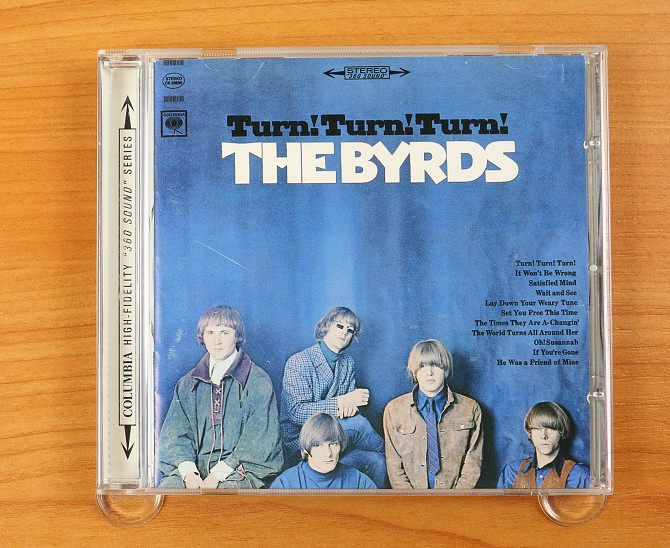 STEREO
"360 SOUND"
STEREO
COLUMBIA
Turn! Turn! Turn!
THE BYRDS
Turn! Turn! Turn!
It Won't Be Wrong
Satisfied Mind
Wait and See
Lay Down Your Weary Tune
Set You Free This Time
The Times They Are A-Changin'
The World Turns All Around Her
Oh! Susannah
If You're Gone
He Was a Friend of Mine
COLUMBIA HIGH-FIDELITY "360 SOUND" SERIES